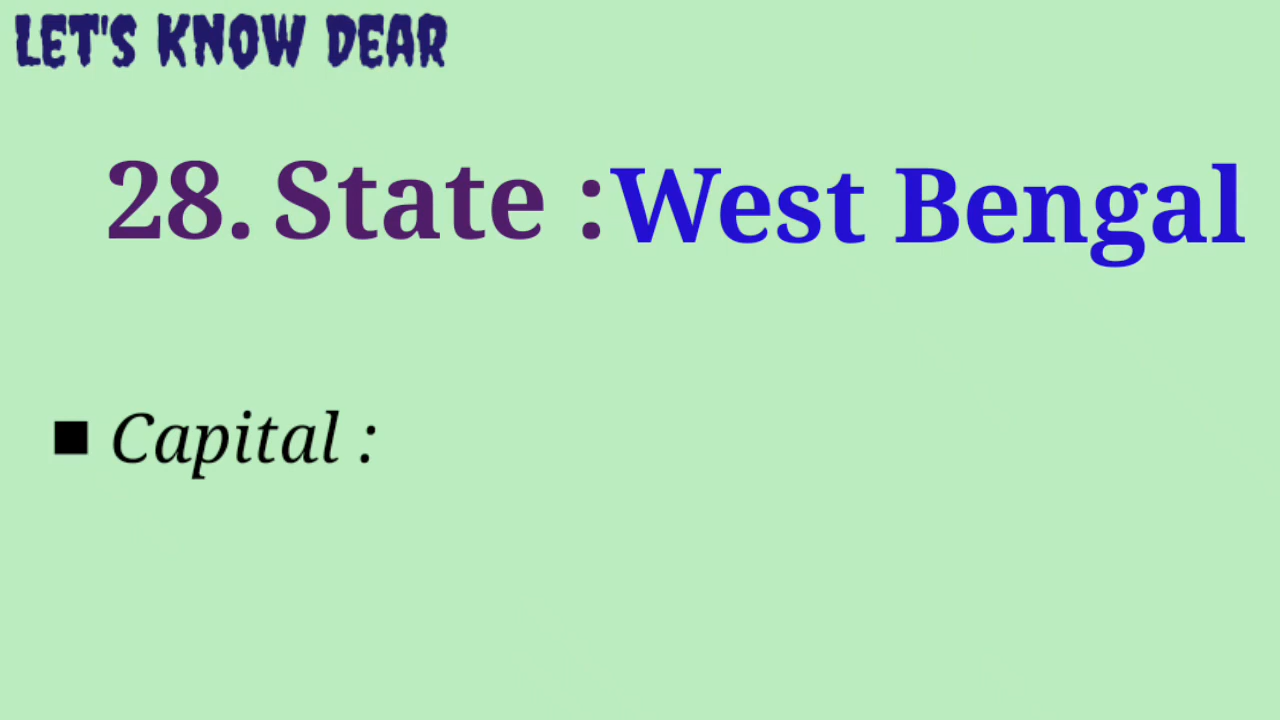 LET'S KNOW DEAR
28. State :West Bengal
■ Capital :